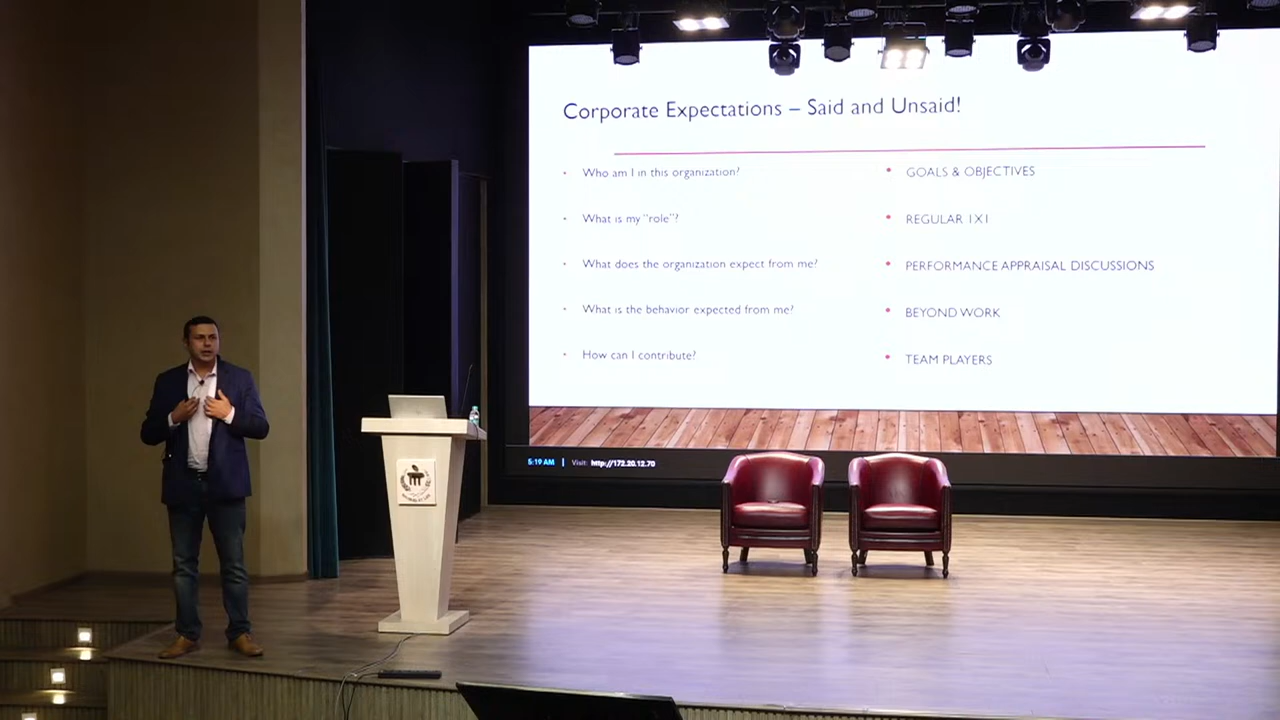 Corporate Expectations – Said and Unsaid!
Who am I in this organization?
What is my "role"?
What does the organization expect from me?
What is the behavior expected from me?
How can I contribute?
GOALS & OBJECTIVES
REGULAR 1X1
PERFORMANCE APPRAISAL DISCUSSIONS
BEYOND WORK
TEAM PLAYERS
5:19 AM | Visit: http://172.20.12.70